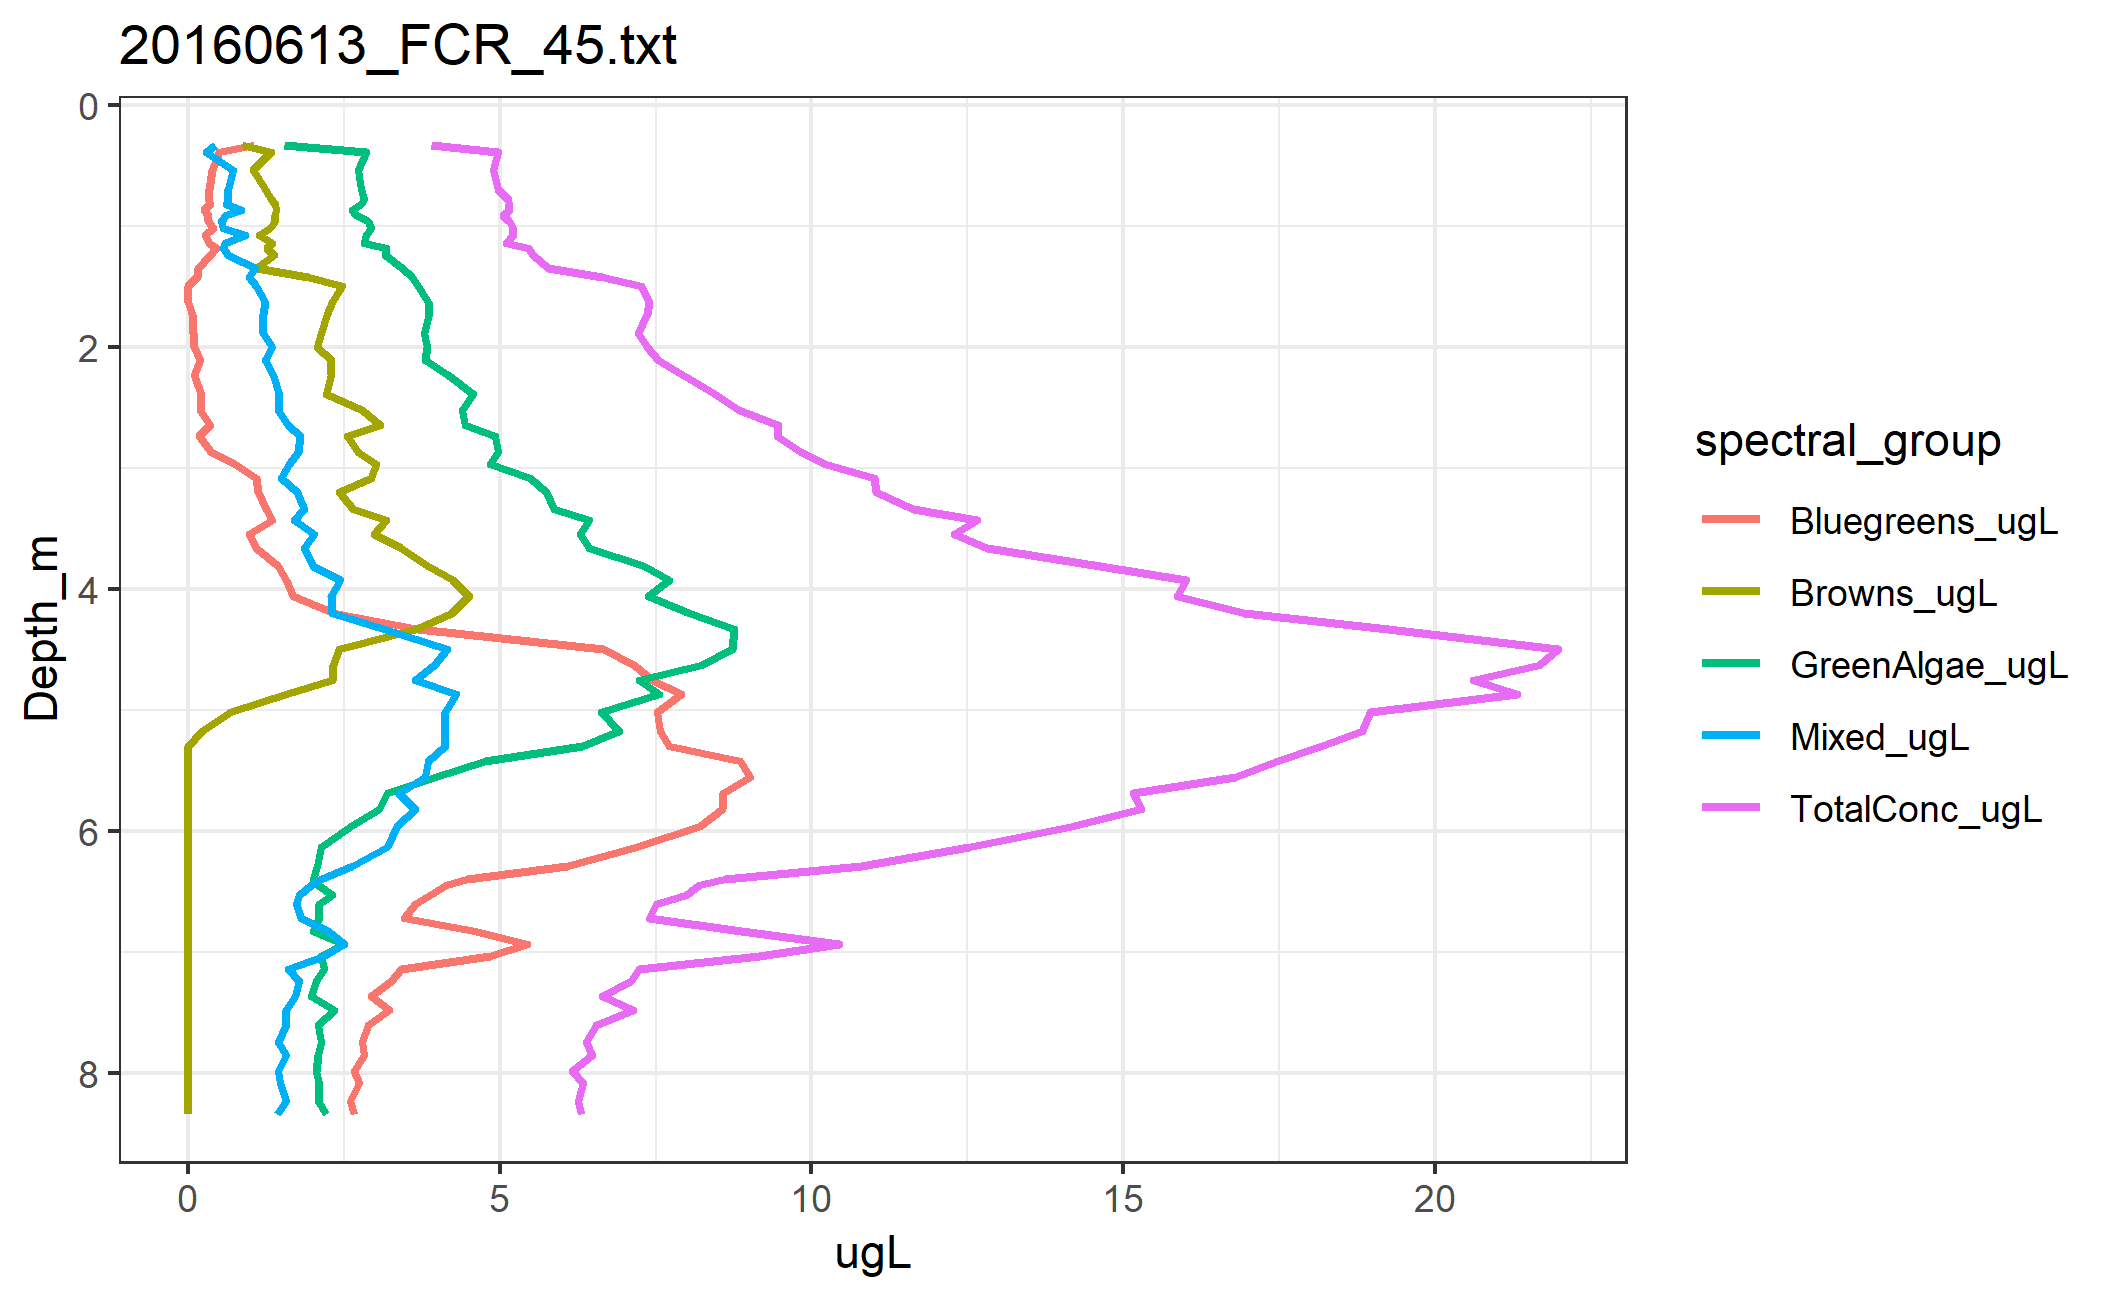 20160613_FCR_45.txt
0
2
4
6
8
Depth_m
0 5 10 15 20
ugL
spectral_group
Bluegreens_ugL
Browns_ugL
GreenAlgae_ugL
Mixed_ugL
TotalConc_ugL